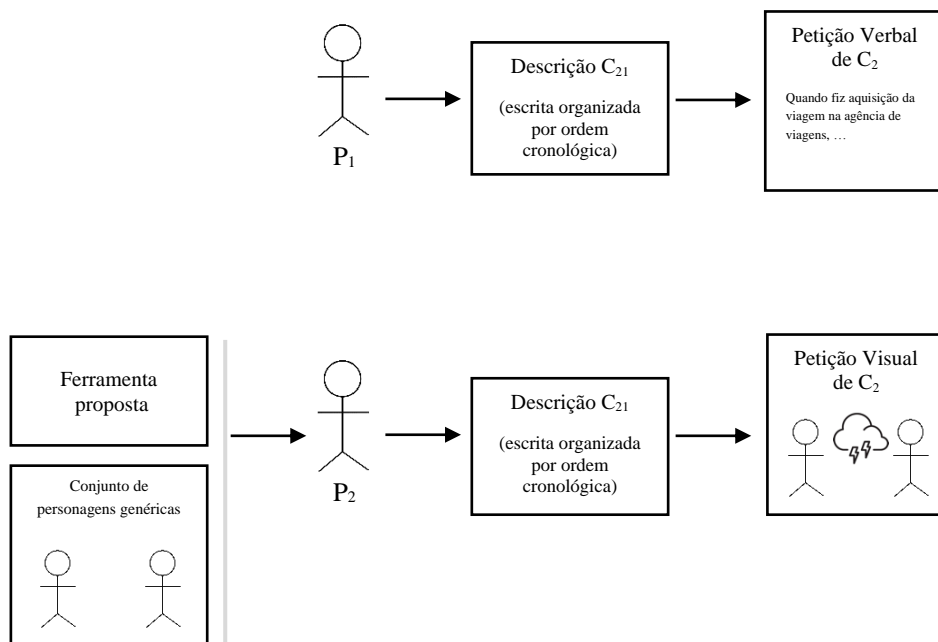 Descrição C₂₁
(escrita organizada
por ordem
cronológica)
Petição Verbal
de C₂
Quando fiz aquisição da
viagem na agência de
viagens, …
P₁
Ferramenta
proposta
Conjunto de
personagens genéricas
P₂
Descrição C₂₁
(escrita organizada
por ordem
cronológica)
Petição Visual
de C₂